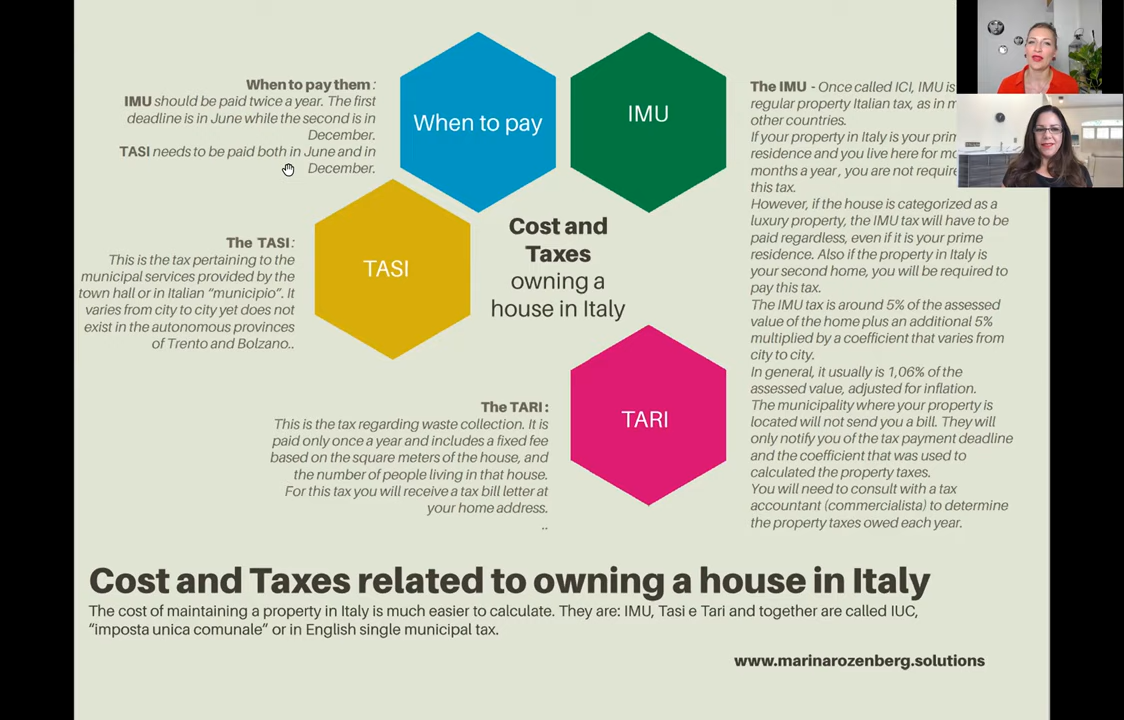 When to pay them :
IMU should be paid twice a year. The first
deadline is in June while the second is in
December.
TASI needs to be paid both in June and in
December.
When to pay
IMU
The IMU - Once called ICI, IMU is
regular property Italian tax, as in
other countries.
If your property in Italy is your
residence and you live here for
months a year , you are not
this tax.
However, if the house is categorized as a
luxury property, the IMU tax will have to be
paid regardless, even if it is your prime
residence. Also if the property in Italy is
your second home, you will be required to
pay this tax.
The IMU tax is around 5% of the assessed
value of the home plus an additional 5%
multiplied by a coefficient that varies from
city to city.
In general, it usually is 1,06% of the
assessed value, adjusted for inflation.
The municipality where your property is
located will not send you a bill. They will
only notify you of the tax payment deadline
and the coefficient that was used to
calculated the property taxes.
You will need to consult with a tax
accountant (commercialista) to determine
the property taxes owed each year.
The TASI:
This is the tax pertaining to the
municipal services provided by the
town hall or in Italian “municipio”. It
varies from city to city yet does not
exist in the autonomous provinces
of Trento and Bolzano..
TASI
Cost and
Taxes
owning a
house in Italy
The TARI :
This is the tax regarding waste collection. It is
paid only once a year and includes a fixed fee
based on the square meters of the house, and
the number of people living in that house.
For this tax you will receive a tax bill letter at
your home address.
..
TARI
Cost and Taxes related to owning a house in Italy
The cost of maintaining a property in Italy is much easier to calculate. They are: IMU, Tasi e Tari and together are called IUC,
“imposta unica comunale” or in English single municipal tax.
www.marinarozenberg.solutions